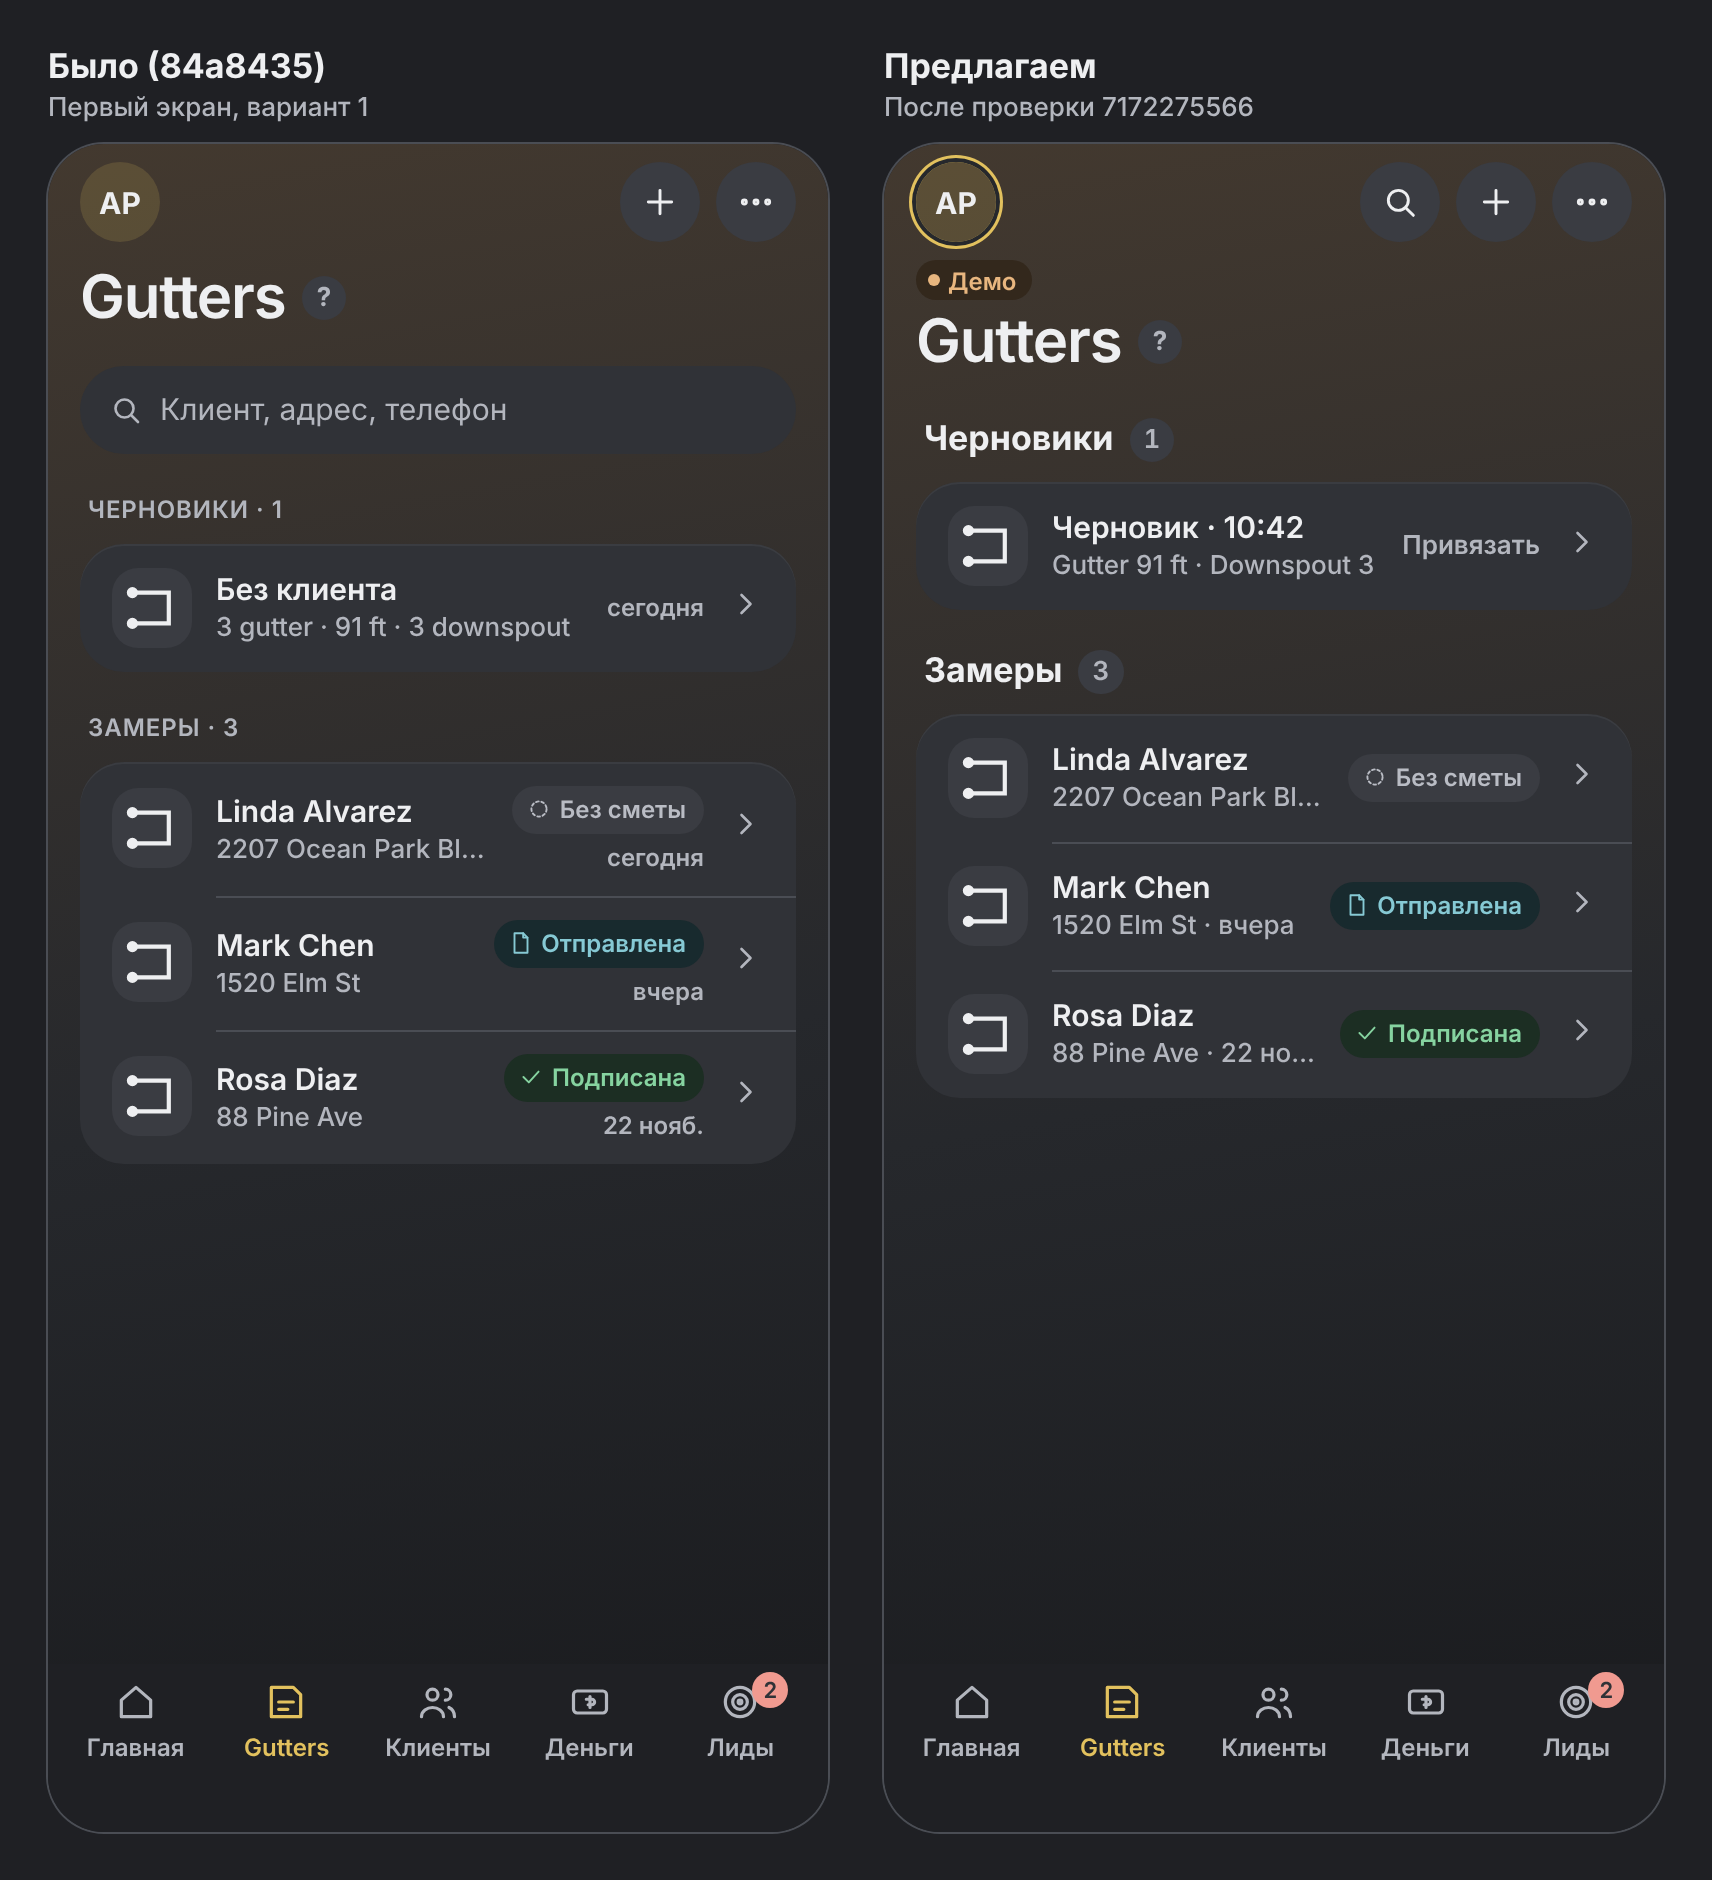 Было (84a8435)
Первый экран, вариант 1
AP
Gutters ?
Клиент, адрес, телефон
ЧЕРНОВИКИ · 1
Без клиента
3 gutter · 91 ft · 3 downspout
сегодня
ЗАМЕРЫ · 3
Linda Alvarez
2207 Ocean Park Bl...
Без сметы
сегодня
Mark Chen
1520 Elm St
Отправлена
вчера
Rosa Diaz
88 Pine Ave
Подписана
22 нояб.
Главная
Gutters
Клиенты
Деньги
2
Лиды
Предлагаем
После проверки 7172275566
AP
Демо
Gutters ?
Черновики 1
Черновик · 10:42
Gutter 91 ft · Downspout 3
Привязать
Замеры 3
Linda Alvarez
2207 Ocean Park Bl...
Без сметы
Mark Chen
1520 Elm St · вчера
Отправлена
Rosa Diaz
88 Pine Ave · 22 но...
Подписана
Главная
Gutters
Клиенты
Деньги
2
Лиды